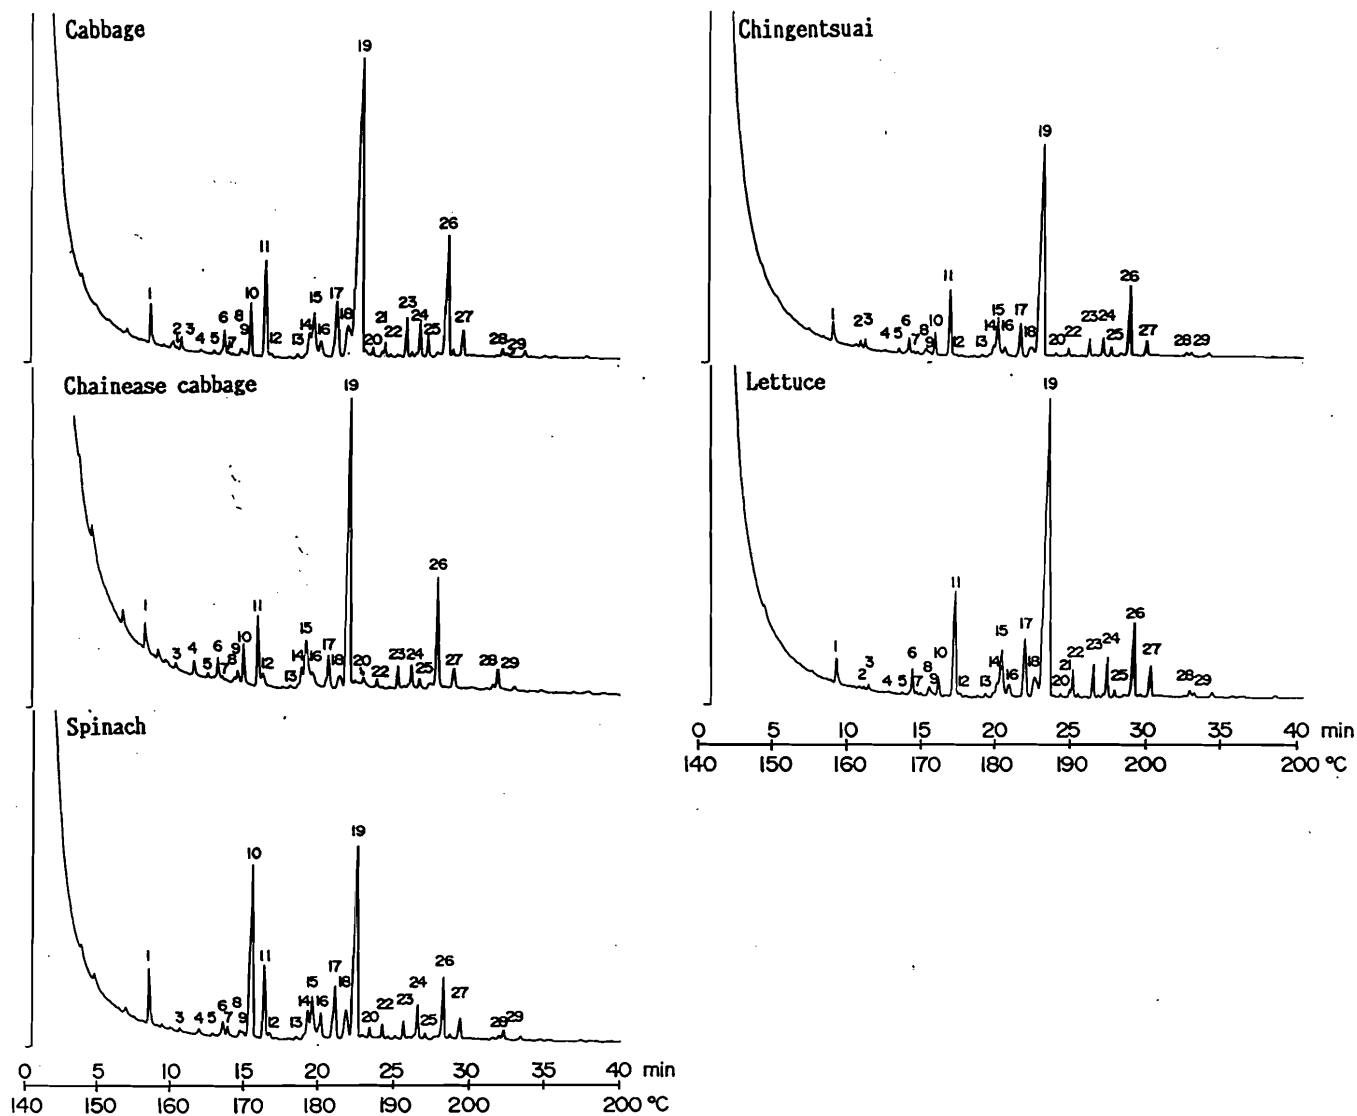 Cabbage
1 2 3 4 5 6 7 8 9 10 11 12 13 14 15 16 17 18 19 20 21 22 23 24 25 26 27 28 29
Chingentsuai
1 2 3 4 5 6 7 8 9 10 11 12 13 14 15 16 17 18 19 20 22 23 24 25 26 27 28 29
Chainease cabbage
1 3 4 5 6 7 8 9 10 11 12 13 14 15 16 17 18 19 20 22 23 24 25 26 27 28 29
Lettuce
1 2 3 4 5 6 7 8 9 10 11 12 13 14 15 16 17 18 19 20 21 22 23 24 25 26 27 28 29
0 5 10 15 20 25 30 35 40 min
140 150 160 170 180 190 200 200 °C
Spinach
1 3 4 5 6 7 8 9 10 11 12 13 14 15 16 17 18 19 20 22 23 24 25 26 27 28 29
0 5 10 15 20 25 30 35 40 min
140 150 160 170 180 190 200 200 °C